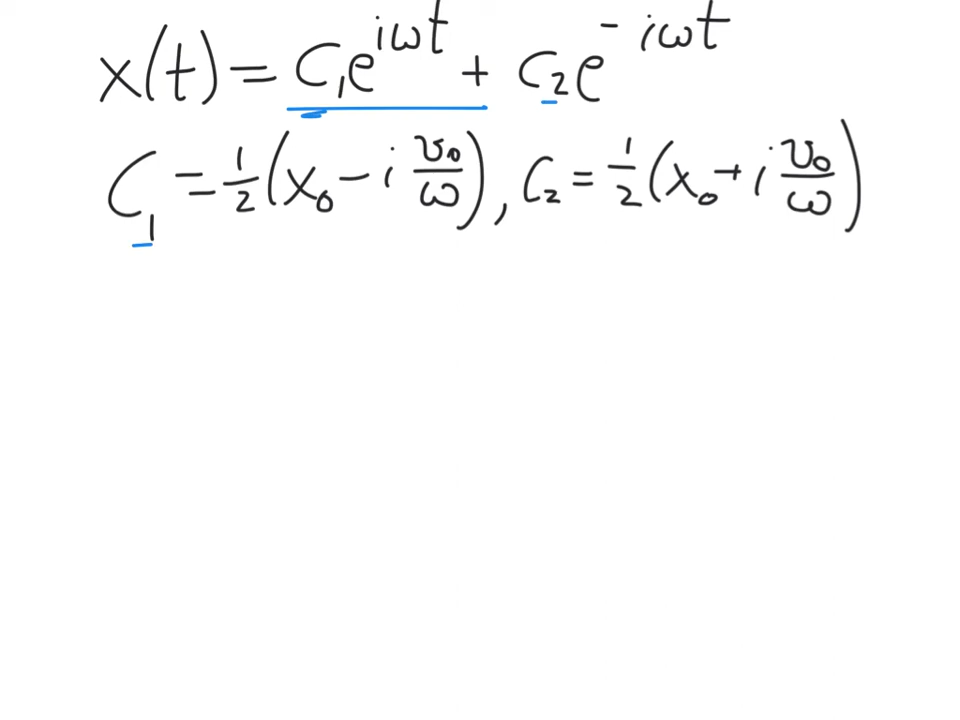 x(t) = C₁e^{iωt} + C₂e^{-iωt}
C₁ = ½(x₀ - i v₀/ω), C₂ = ½(x₀ + i v₀/ω)